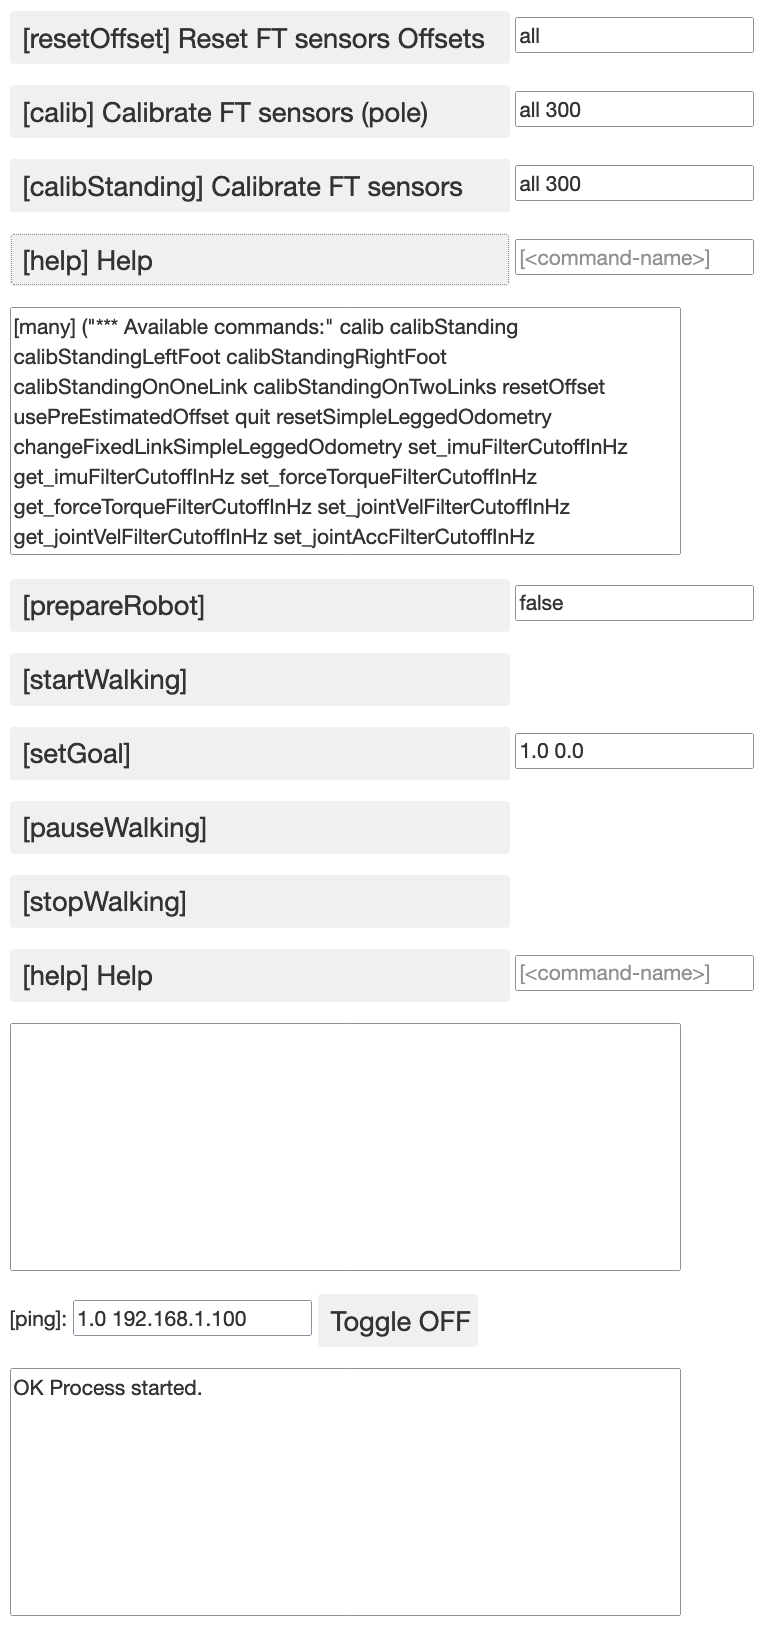 [resetOffset] Reset FT sensors Offsets all
[calib] Calibrate FT sensors (pole) all 300
[calibStanding] Calibrate FT sensors all 300
[help] Help [<command-name>]
[many] ("*** Available commands:" calib calibStanding
calibStandingLeftFoot calibStandingRightFoot
calibStandingOnOneLink calibStandingOnTwoLinks resetOffset
usePreEstimatedOffset quit resetSimpleLeggedOdometry
changeFixedLinkSimpleLeggedOdometry set_imuFilterCutoffInHz
get_imuFilterCutoffInHz set_forceTorqueFilterCutoffInHz
get_forceTorqueFilterCutoffInHz set_jointVelFilterCutoffInHz
get_jointVelFilterCutoffInHz set_jointAccFilterCutoffInHz
[prepareRobot] false
[startWalking]
[setGoal] 1.0 0.0
[pauseWalking]
[stopWalking]
[help] Help [<command-name>]
[ping]: 1.0 192.168.1.100 Toggle OFF
OK Process started.